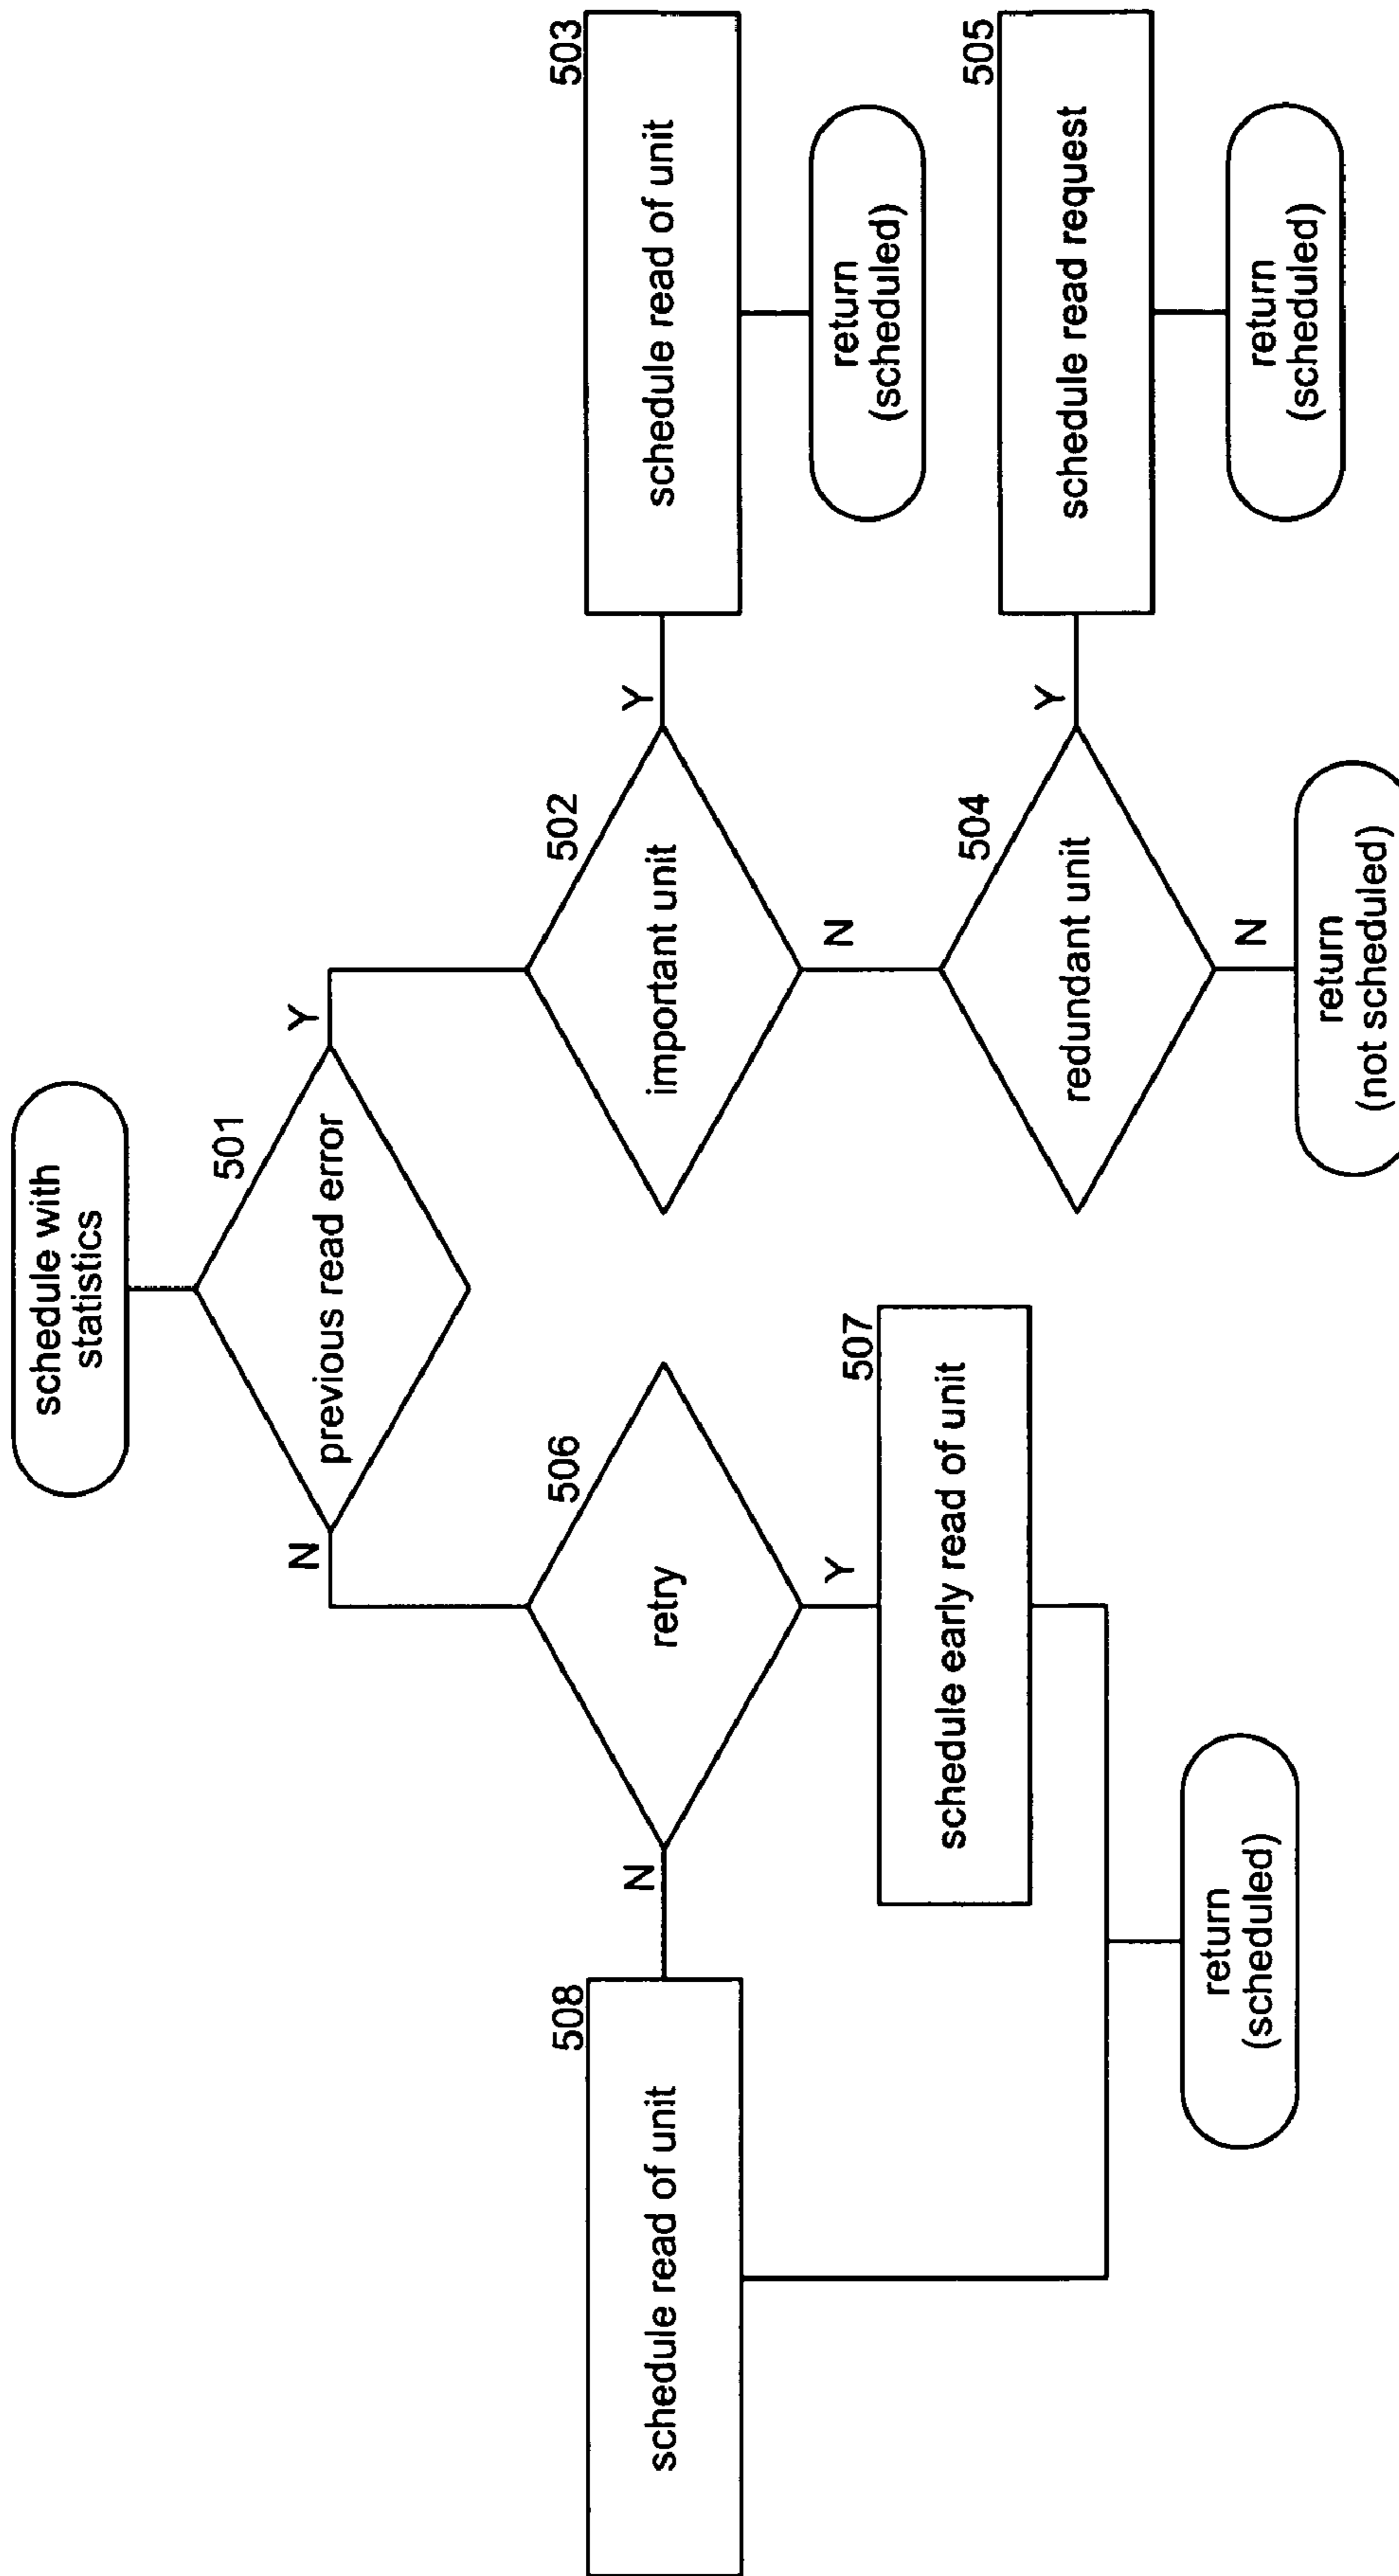 schedule with
statistics
501
previous read error
N
Y
506
retry
N
Y
508
schedule read of unit
507
schedule early read of unit
return
(scheduled)
502
important unit
Y
N
503
schedule read of unit
return
(scheduled)
504
redundant unit
Y
N
505
schedule read request
return
(scheduled)
return
(not scheduled)